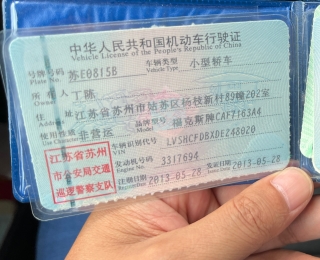 中华人民共和国机动车行驶证
Vehicle License of the People's Republic of China
号牌号码 苏E0815B 车辆类型 小型轿车
Plate No. Vehicle Type
所有人 丁陈
Owner
住址 江苏省苏州市姑苏区杨枝新村89幢202室
Address
使用性质 非营运 品牌型号 福克斯牌CAF7163A4
Use Character Model
江苏省苏州
市公安局交通
巡逻警察支队
车辆识别代号 LVSHCFDBXDE248020
VIN
发动机号码 3317694
Engine No.
注册日期 2013-05-28 发证日期 2013-05-28
Register Date Issue Date